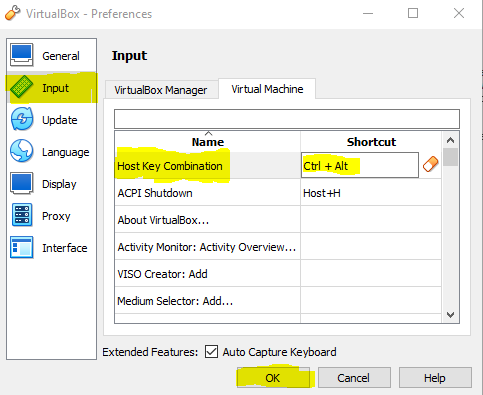 VirtualBox - Preferences
General
Input
Update
Language
Display
Proxy
Interface
Input
VirtualBox Manager Virtual Machine
Name Shortcut
Host Key Combination Ctrl + Alt
ACPI Shutdown Host+H
About VirtualBox...
Activity Monitor: Activity Overview...
VISO Creator: Add
Medium Selector: Add...
Extended Features: Auto Capture Keyboard
OK Cancel Help